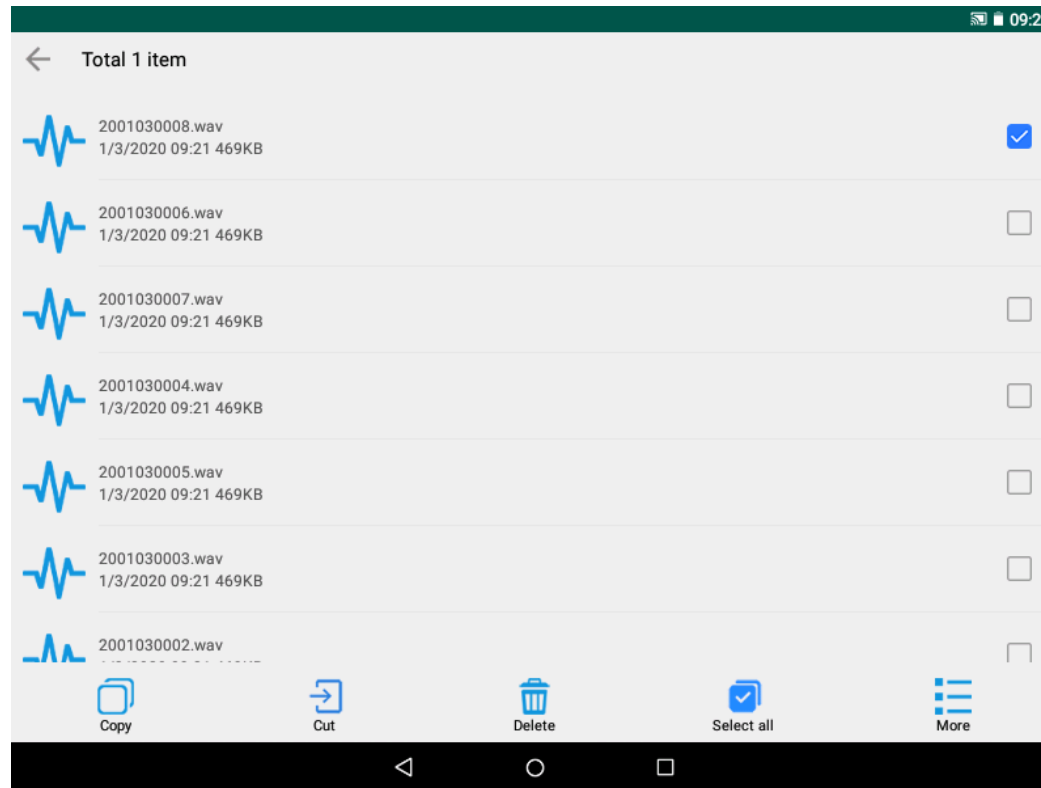 09:2
Total 1 item
2001030008.wav
1/3/2020 09:21 469KB
2001030006.wav
1/3/2020 09:21 469KB
2001030007.wav
1/3/2020 09:21 469KB
2001030004.wav
1/3/2020 09:21 469KB
2001030005.wav
1/3/2020 09:21 469KB
2001030003.wav
1/3/2020 09:21 469KB
2001030002.wav
Copy Cut Delete Select all More